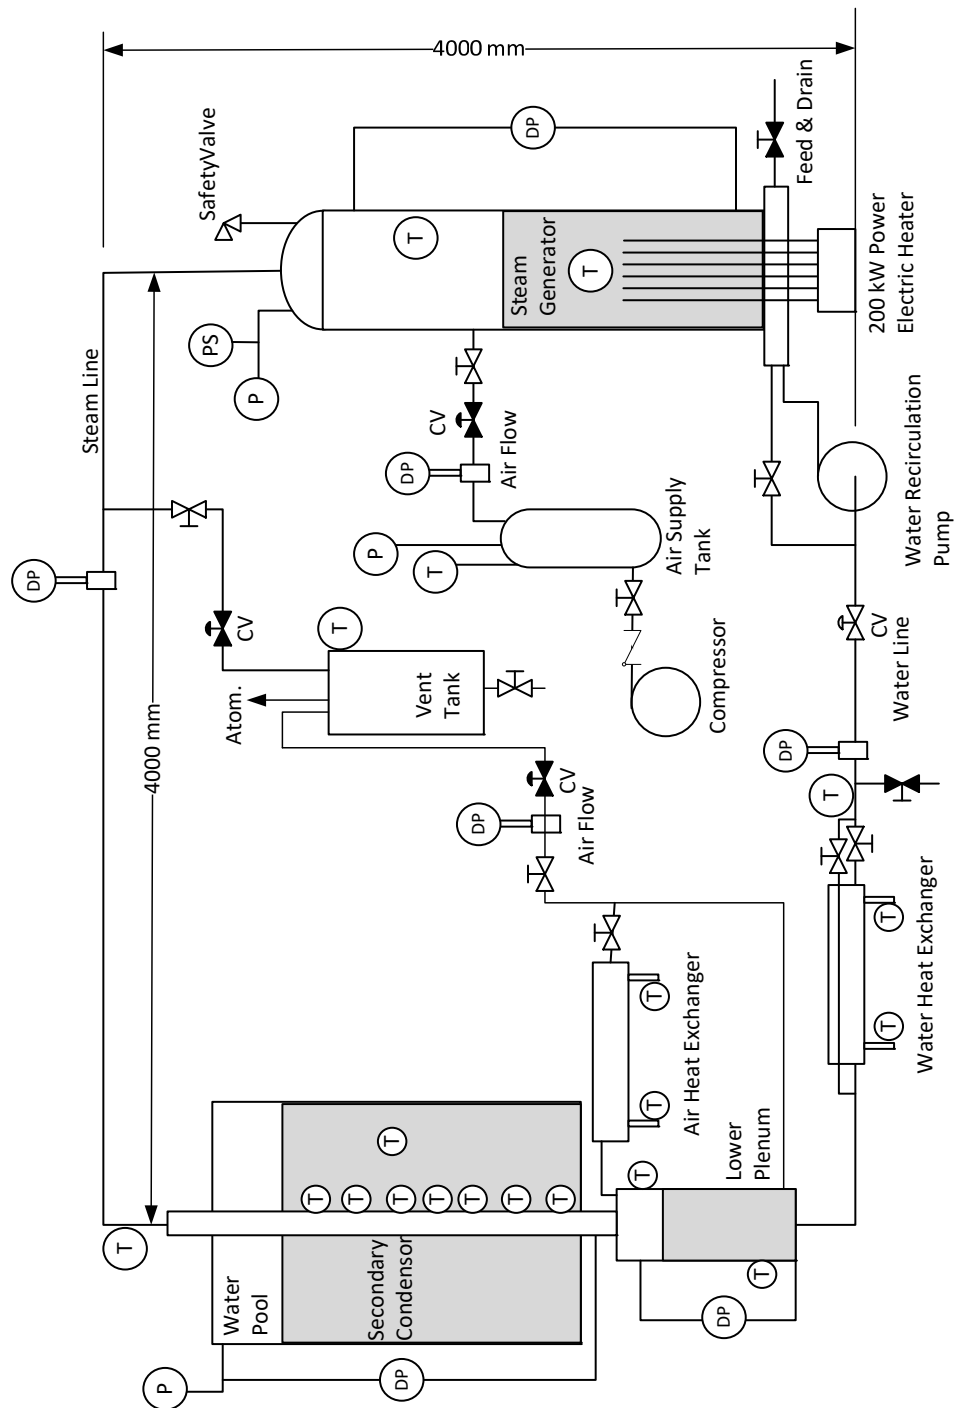 4000 mm
SafetyValve
DP
Feed & Drain
T
Steam
Generator
T
200 kW Power
Electric Heater
Steam Line
PS
P
CV
DP
Air Flow
DP
P
T
Air Supply
Tank
Water Recirculation
Pump
CV
T
4000 mm
Atom.
Vent
Tank
Compressor
CV
Water Line
DP
T
CV
DP
Air Flow
T
T
Air Heat Exchanger
T
T
Water Heat Exchanger
T
T
T
T
T
T
T
T
T
T
Water
Pool
Secondary
Condensor
Lower
Plenum
T
T
P
DP
DP